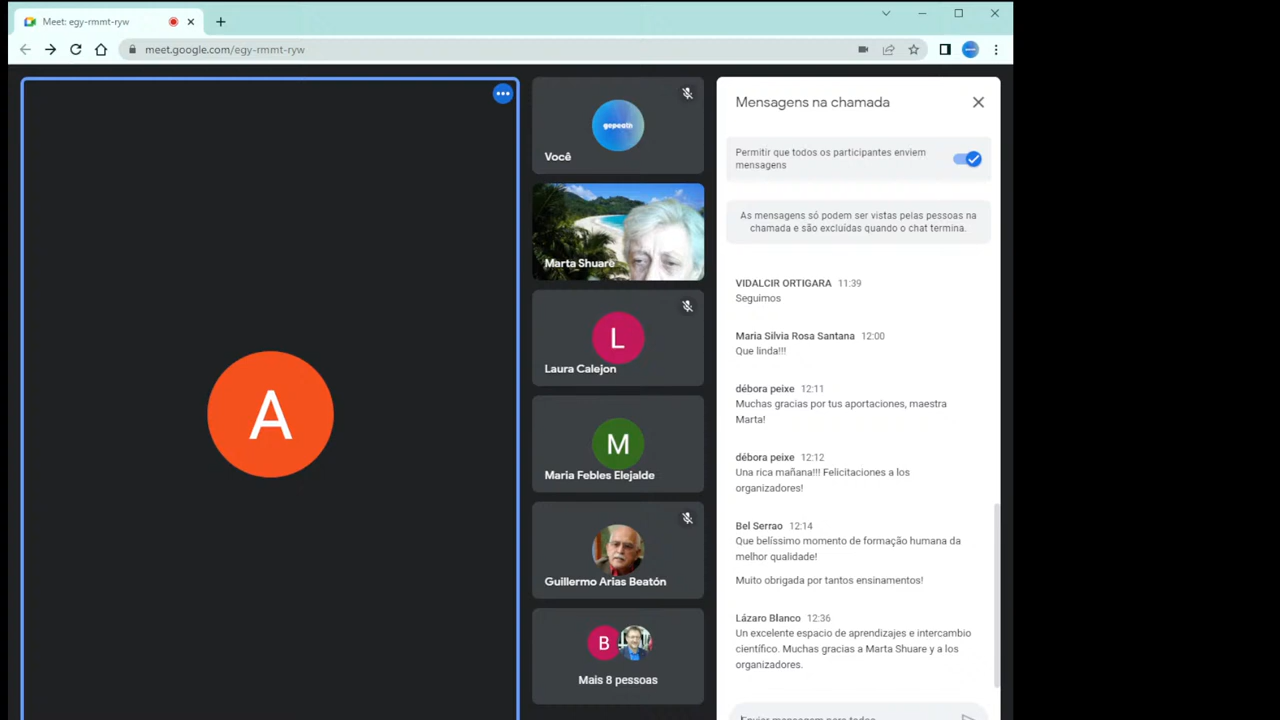 Meet: egy-rmmt-ryw
meet.google.com/egy-rmmt-ryw
A
gepeath
Você
Marta Shuare
L
Laura Calejon
M
Maria Febles Elejalde
Guillermo Arias Beatón
B
Mais 8 pessoas
Mensagens na chamada
Permitir que todos os participantes enviem
mensagens
As mensagens só podem ser vistas pelas pessoas na
chamada e são excluídas quando o chat termina.
VIDALCIR ORTIGARA 11:39
Seguimos
Maria Silvia Rosa Santana 12:00
Que linda!!!
débora peixe 12:11
Muchas gracias por tus aportaciones, maestra
Marta!
débora peixe 12:12
Una rica mañana!!! Felicitaciones a los
organizadores!
Bel Serrao 12:14
Que belíssimo momento de formação humana da
melhor qualidade!
Muito obrigada por tantos ensinamentos!
Lázaro Blanco 12:36
Un excelente espacio de aprendizajes e intercambio
científico. Muchas gracias a Marta Shuare y a los
organizadores.
Enviar mensagem para todos